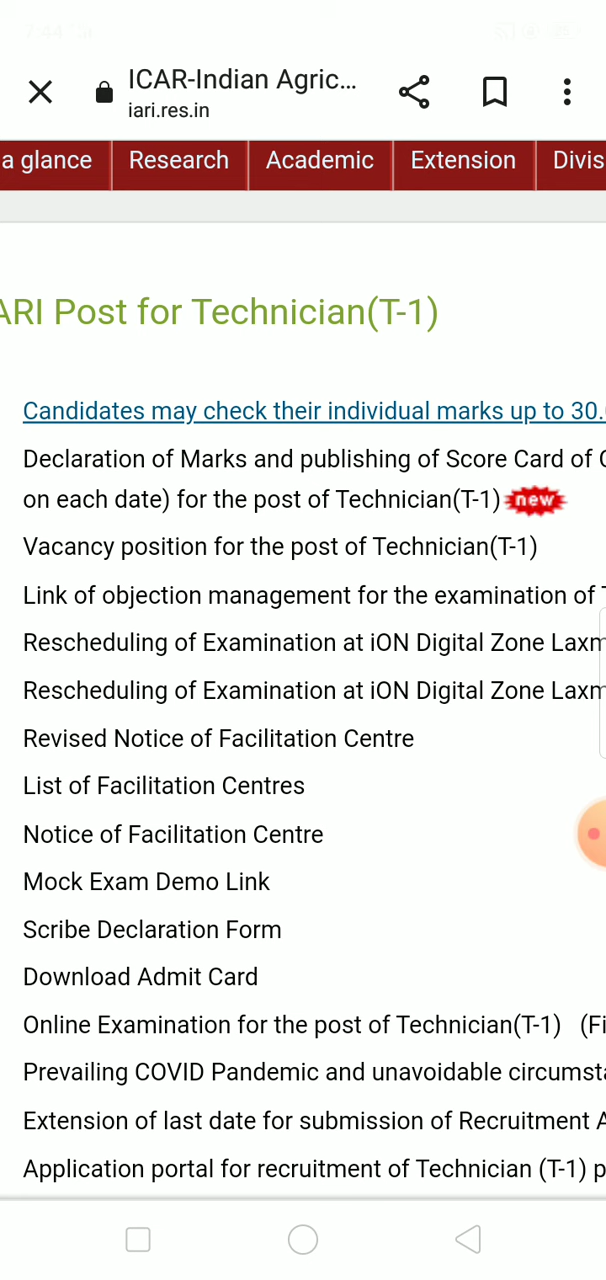 ICAR-Indian Agric...
iari.res.in
a glance Research Academic Extension Divis
ARI Post for Technician(T-1)
Candidates may check their individual marks up to 30.
Declaration of Marks and publishing of Score Card of
on each date) for the post of Technician(T-1) new
Vacancy position for the post of Technician(T-1)
Link of objection management for the examination of
Rescheduling of Examination at iON Digital Zone Laxm
Rescheduling of Examination at iON Digital Zone Laxm
Revised Notice of Facilitation Centre
List of Facilitation Centres
Notice of Facilitation Centre
Mock Exam Demo Link
Scribe Declaration Form
Download Admit Card
Online Examination for the post of Technician(T-1) (Fi
Prevailing COVID Pandemic and unavoidable circumsta
Extension of last date for submission of Recruitment A
Application portal for recruitment of Technician (T-1) p